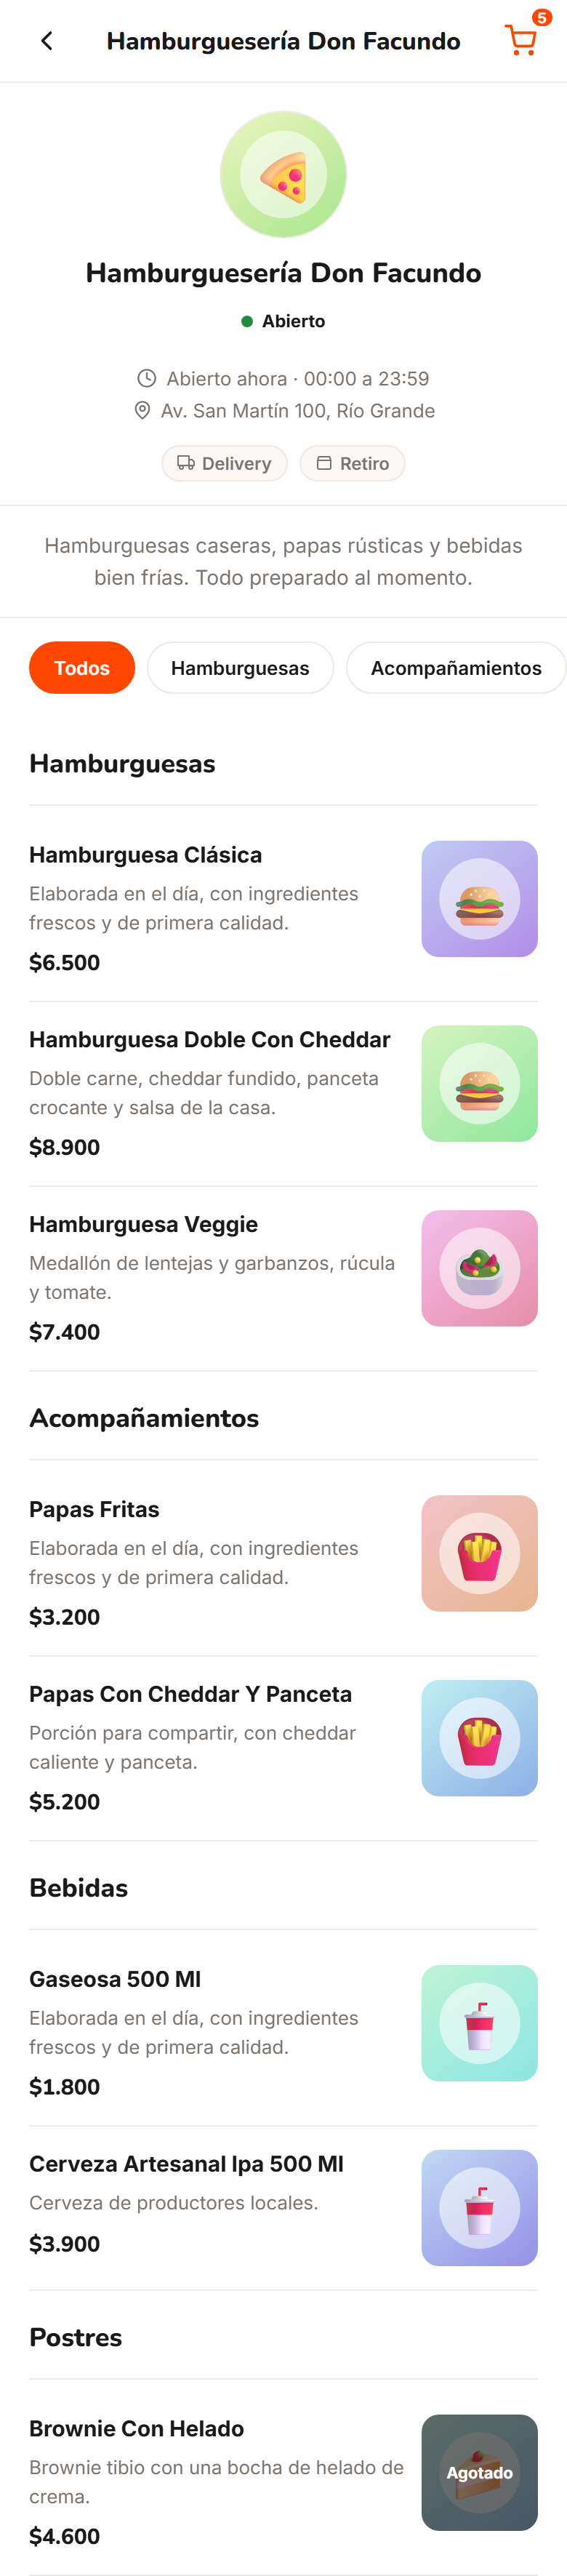 Hamburguesería Don Facundo
5
Hamburguesería Don Facundo
Abierto
Abierto ahora · 00:00 a 23:59
Av. San Martín 100, Río Grande
Delivery
Retiro
Hamburguesas caseras, papas rústicas y bebidas
bien frías. Todo preparado al momento.
Todos
Hamburguesas
Acompañamientos
Hamburguesas
Hamburguesa Clásica
Elaborada en el día, con ingredientes
frescos y de primera calidad.
$6.500
Hamburguesa Doble Con Cheddar
Doble carne, cheddar fundido, panceta
crocante y salsa de la casa.
$8.900
Hamburguesa Veggie
Medallón de lentejas y garbanzos, rúcula
y tomate.
$7.400
Acompañamientos
Papas Fritas
Elaborada en el día, con ingredientes
frescos y de primera calidad.
$3.200
Papas Con Cheddar Y Panceta
Porción para compartir, con cheddar
caliente y panceta.
$5.200
Bebidas
Gaseosa 500 Ml
Elaborada en el día, con ingredientes
frescos y de primera calidad.
$1.800
Cerveza Artesanal Ipa 500 Ml
Cerveza de productores locales.
$3.900
Postres
Brownie Con Helado
Brownie tibio con una bocha de helado de
crema.
$4.600
Agotado